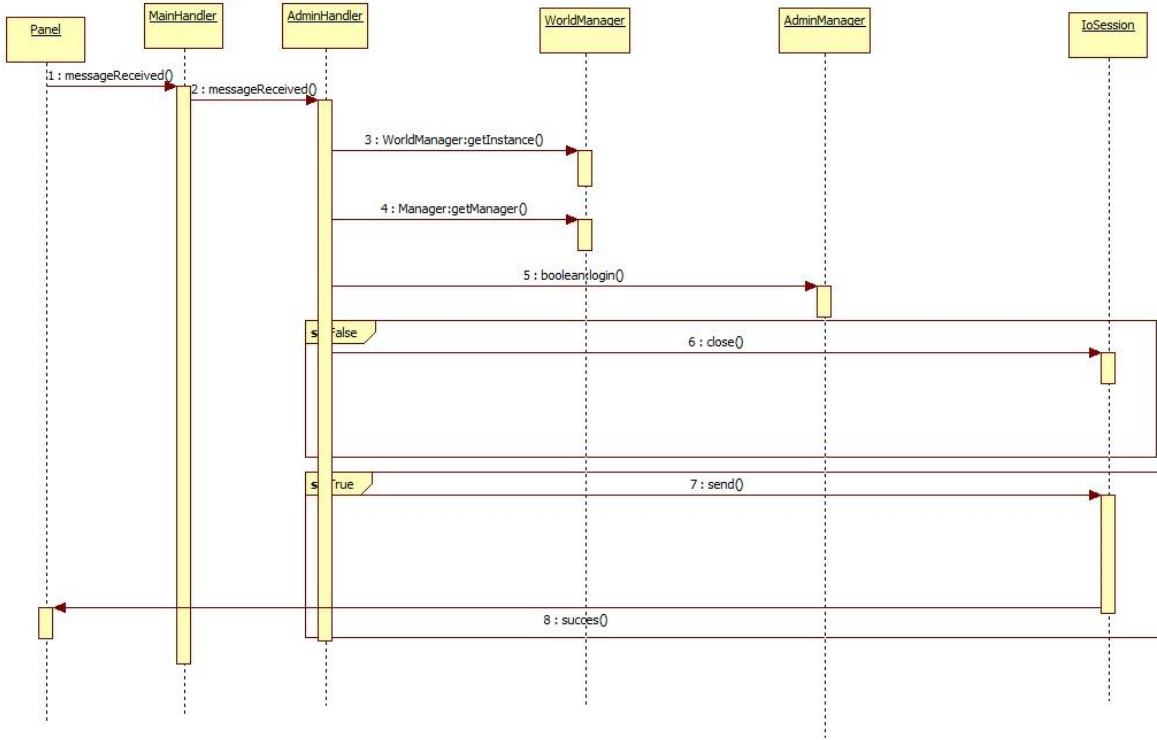 Panel
MainHandler
AdminHandler
WorldManager
AdminManager
IoSession
1 : messageReceived()
2 : messageReceived()
3 : WorldManager:getInstance()
4 : Manager:getManager()
5 : boolean:login()
False
6 : close()
True
7 : send()
8 : succes()